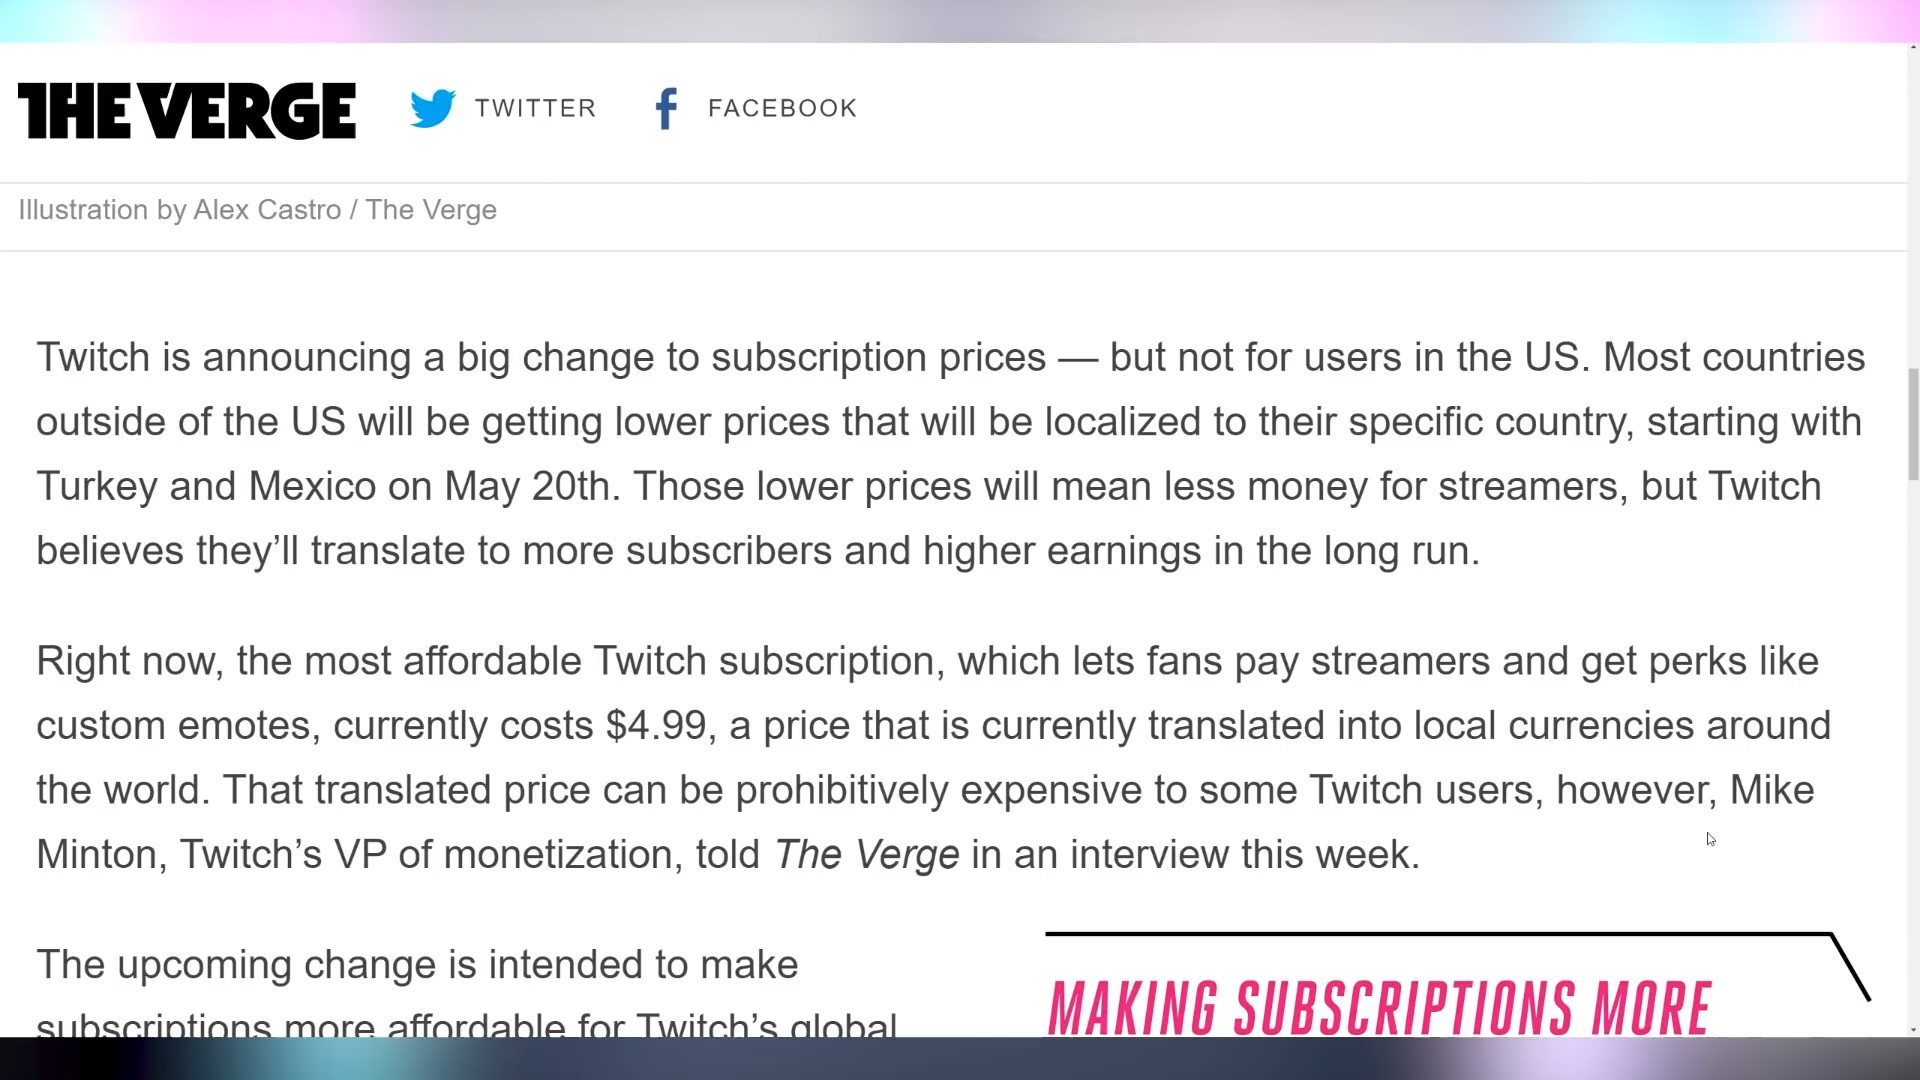 THE VERGE
TWITTER
FACEBOOK
Illustration by Alex Castro / The Verge
Twitch is announcing a big change to subscription prices — but not for users in the US. Most countries
outside of the US will be getting lower prices that will be localized to their specific country, starting with
Turkey and Mexico on May 20th. Those lower prices will mean less money for streamers, but Twitch
believes they’ll translate to more subscribers and higher earnings in the long run.
Right now, the most affordable Twitch subscription, which lets fans pay streamers and get perks like
custom emotes, currently costs $4.99, a price that is currently translated into local currencies around
the world. That translated price can be prohibitively expensive to some Twitch users, however, Mike
Minton, Twitch’s VP of monetization, told The Verge in an interview this week.
The upcoming change is intended to make
subscriptions more affordable for Twitch’s global
MAKING SUBSCRIPTIONS MORE